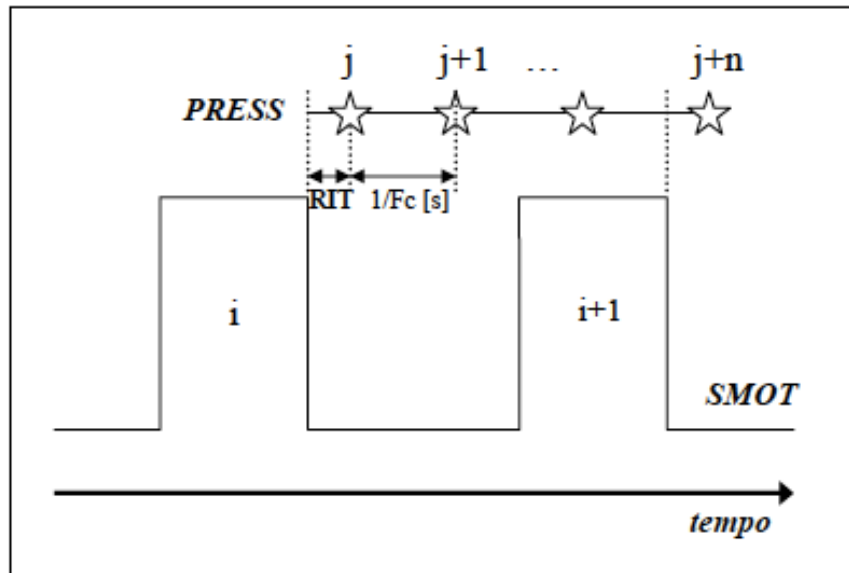 j j+1 ... j+n
PRESS
RIT 1/Fc [s]
i i+1
SMOT
tempo